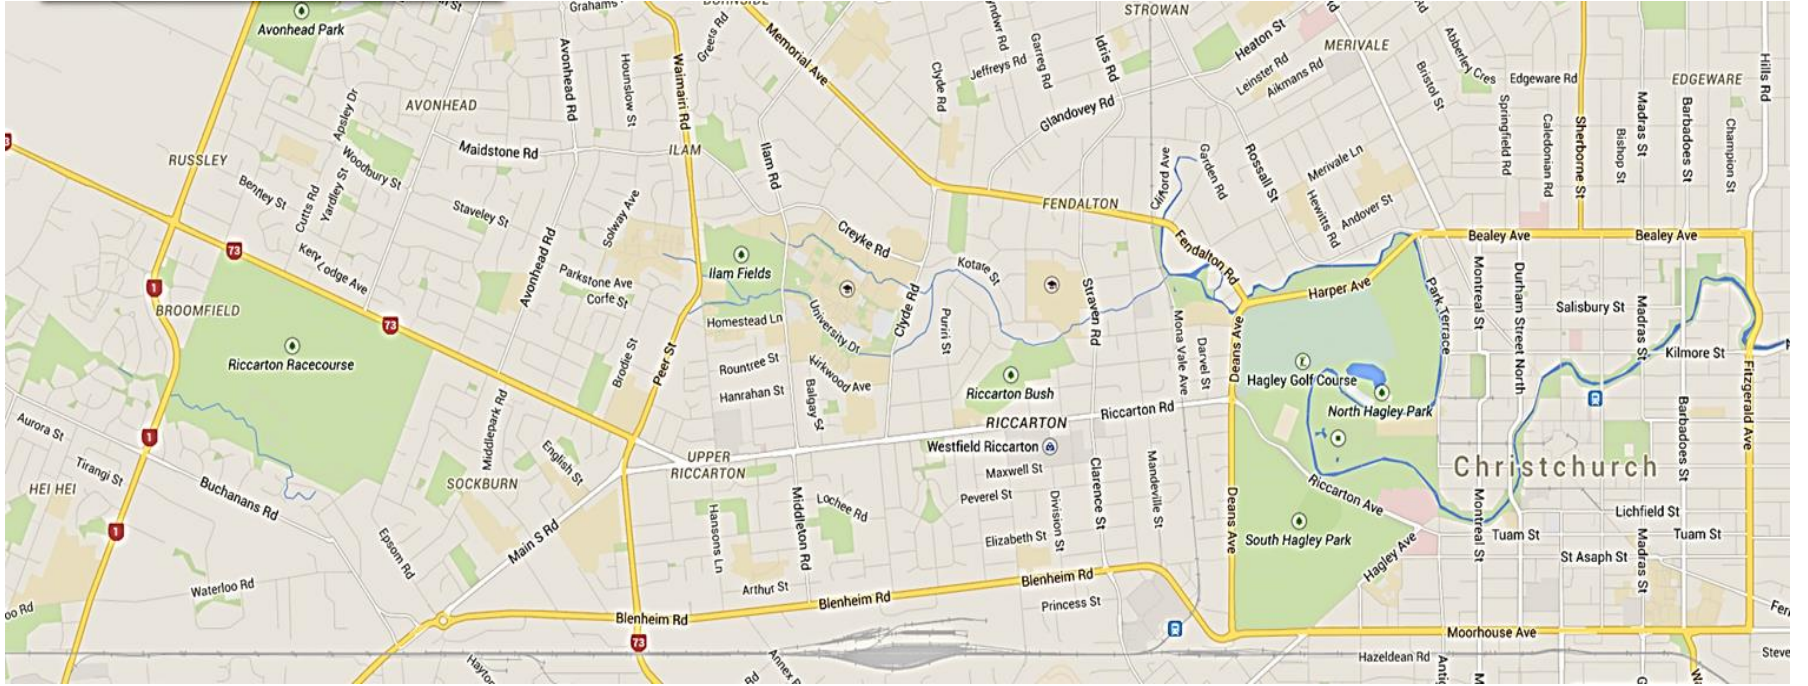 Grahams
BURNSIDE
STROWAN
Avonhead Park
Memorial Ave
Greers Rd
Heaton St
MERIVALE
Abberley Cres
Waimairi Rd
Avonhead Rd
Hounslow St
Idris Rd
Garreg Rd
Jeffreys Rd
Clyde Rd
Leinster Rd
Aikmans Rd
Bristol St
Edgeware Rd
EDGEWARE
Hills Rd
AVONHEAD
Apsley Dr
Glandovey Rd
Springfield Rd
Caledonian Rd
Sherborne St
Bishop St
Madras St
Barbadoes St
Champion St
RUSSLEY
Woodbury St
Maidstone Rd
ILAM
Ilam Rd
Clifford Ave
Garden Rd
Rossall St
Merivale Ln
Bentley St
Cutts Rd
Yardley St
Staveley St
Solway Ave
FENDALTON
Hewitts Rd
Andover St
73
Kerv Lodge Ave
Avonhead Rd
Creyke Rd
Fendalton Rd
Bealey Ave
Bealey Ave
Parkstone Ave
Corfe St
Ilam Fields
Kotare St
1
BROOMFIELD
73
Homestead Ln
University Dr
Clyde Rd
Purri St
Straven Rd
Mona Vale Ave
Darvel St
Harper Ave
Park Terrace
Montreal St
Durham Street North
Salisbury St
Madras St
Riccarton Racecourse
Brodie St
Peer St
Rountree St
Kirkwood Ave
Hanrahan St
Balgay St
Riccarton Bush
Deans Ave
Hagley Golf Course
North Hagley Park
Kilmore St
Fitzgerald Ave
Aurora St
1
Middlepark Rd
English St
RICCARTON
Riccarton Rd
Westfield Riccarton
Barbadoes St
Tirangi St
HEI HEI
Buchanans Rd
SOCKBURN
UPPER
RICCARTON
Maxwell St
Christchurch
1
Epsom Rd
Main S Rd
Hansons Ln
Middleton Rd
Lochee Rd
Peverel St
Division St
Clarence St
Mandeville St
Deans Ave
Riccarton Ave
Montreal St
Lichfield St
Elizabeth St
South Hagley Park
Hagley Ave
Tuam St
Tuam St
St Asaph St
Madras St
Waterloo Rd
Arthur St
Blenheim Rd
Blenheim Rd
Blenheim Rd
Princess St
73
Moorhouse Ave
Hazeldean Rd